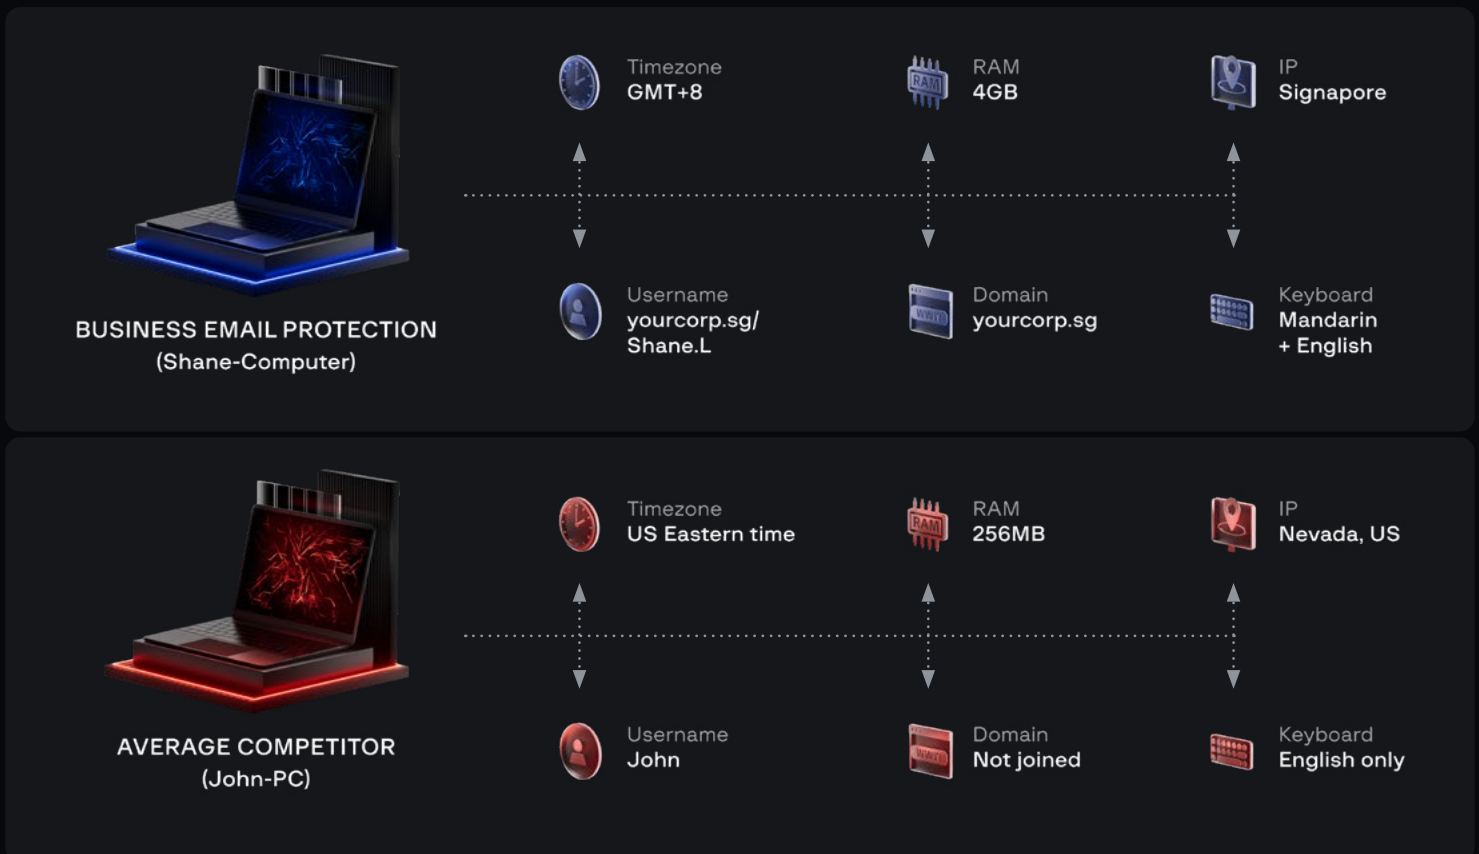 Timezone
GMT+8
RAM
RAM
4GB
IP
Signapore
BUSINESS EMAIL PROTECTION
(Shane-Computer)
Username
yourcorp.sg/
Shane.L
Domain
yourcorp.sg
Keyboard
Mandarin
+ English
Timezone
US Eastern time
RAM
RAM
256MB
IP
Nevada, US
AVERAGE COMPETITOR
(John-PC)
Username
John
Domain
Not joined
Keyboard
English only